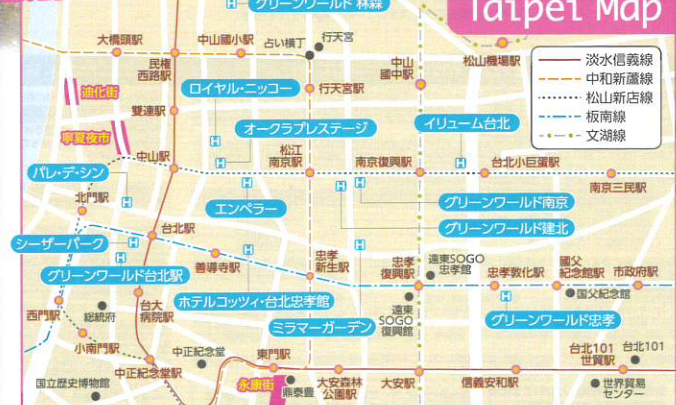 グリーンワールド 林森
Taipei Map
大橋頭駅
中山國小駅
占い横丁
行天宮
民權
西路駅
中山
國中駅
松山機場駅
淡水信義線
中和新蘆線
松山新店線
板南線
文湖線
迪化街
ロイヤル・ニッコー
行天宮駅
雙連駅
寧夏夜市
オークラプレステージ
イリューム台北
中山駅
松江
南京駅
南京復興駅
台北小巨蛋駅
南京三民駅
パレ・デ・シン
北門駅
エンペラー
グリーンワールド南京
グリーンワールド建北
シーザーパーク
台北駅
善導寺駅
忠孝
新生駅
忠孝
復興駅
遠東SOGO
忠孝館
忠孝敦化駅
國父
紀念館駅
市政府駅
グリーンワールド台北駅
国父紀念館
ホテルコッツィ・台北忠孝館
西門駅
総統府
台大
病院駅
遠東
SOGO
復興館
ミラマーガーデン
グリーンワールド忠孝
小南門駅
中正紀念堂
中正紀念堂駅
東門駅
台北101
世貿駅
台北101
国立歴史博物館
永康街
鼎泰豊
大安森林
公園駅
大安駅
信義安和駅
世界貿易
センター